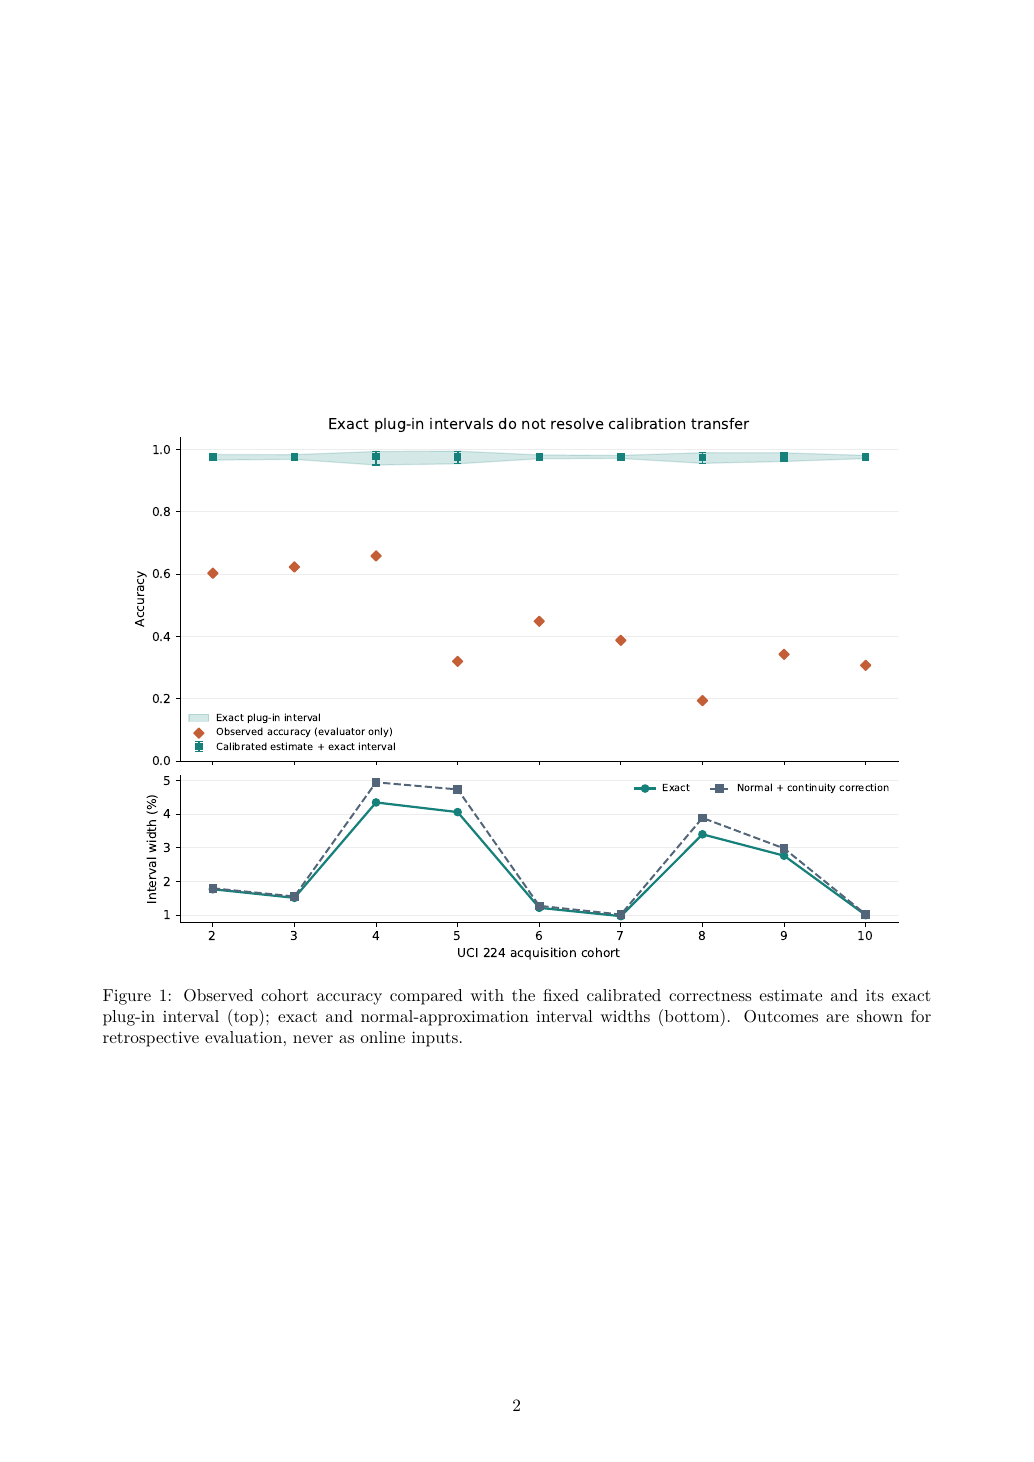 Exact plug-in intervals do not resolve calibration transfer
1.0
0.8
0.6
0.4
0.2
0.0
Accuracy
Exact plug-in interval
Observed accuracy (evaluator only)
Calibrated estimate + exact interval
5
4
3
2
1
Interval width (%)
Exact
Normal + continuity correction
2 3 4 5 6 7 8 9 10
UCI 224 acquisition cohort
Figure 1: Observed cohort accuracy compared with the fixed calibrated correctness estimate and its exact
plug-in interval (top); exact and normal-approximation interval widths (bottom). Outcomes are shown for
retrospective evaluation, never as online inputs.
2